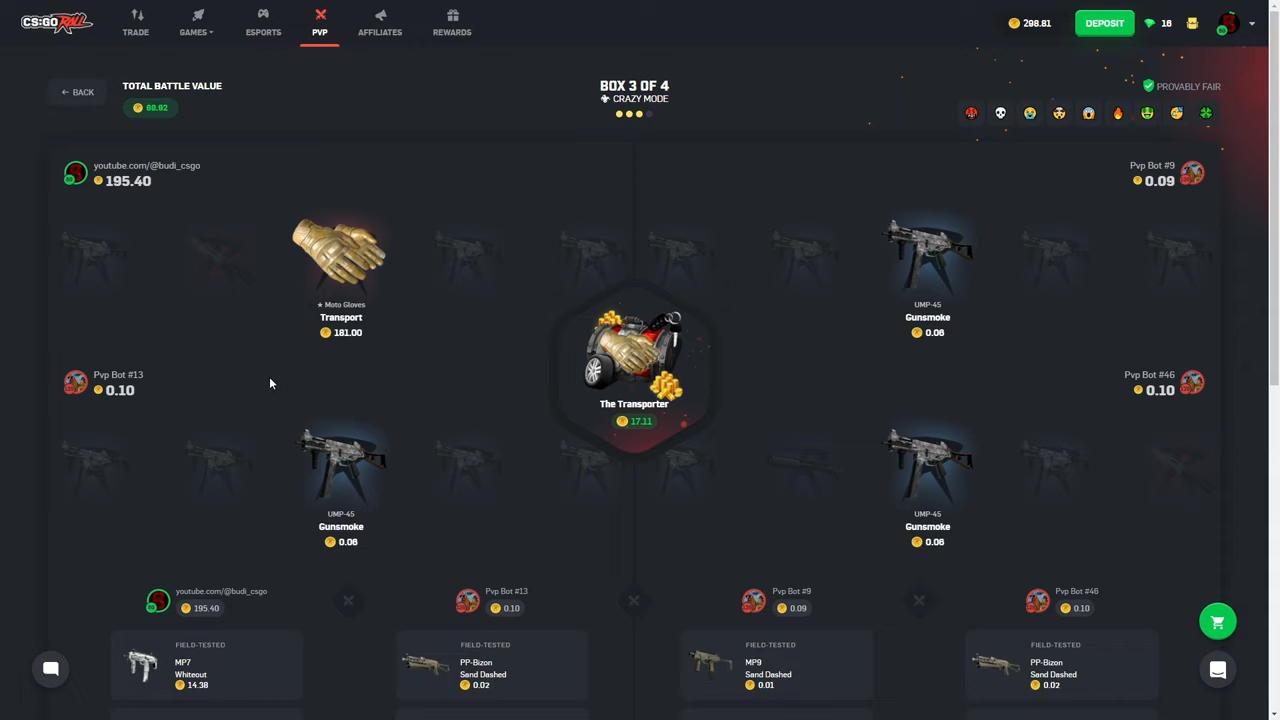 CS:GO ROLL
TRADE
GAMES
ESPORTS
PVP
AFFILIATES
REWARDS
298.81
DEPOSIT
16
60
← BACK
TOTAL BATTLE VALUE
BOX 3 OF 4
CRAZY MODE
PROVABLY FAIR
youtube.com/@budi_csgo
195.40
Pvp Bot #9
0.09
★ Moto Gloves
Transport
181.00
UMP-45
Gunsmoke
0.06
Pvp Bot #13
0.10
Pvp Bot #46
0.10
The Transporter
17.11
UMP-45
Gunsmoke
0.06
UMP-45
Gunsmoke
0.06
youtube.com/@budi_csgo
195.40
Pvp Bot #13
0.10
Pvp Bot #9
0.09
Pvp Bot #46
0.10
FIELD-TESTED
MP7
Whiteout
14.38
FIELD-TESTED
PP-Bizon
Sand Dashed
0.02
FIELD-TESTED
MP9
Sand Dashed
0.01
FIELD-TESTED
PP-Bizon
Sand Dashed
0.02